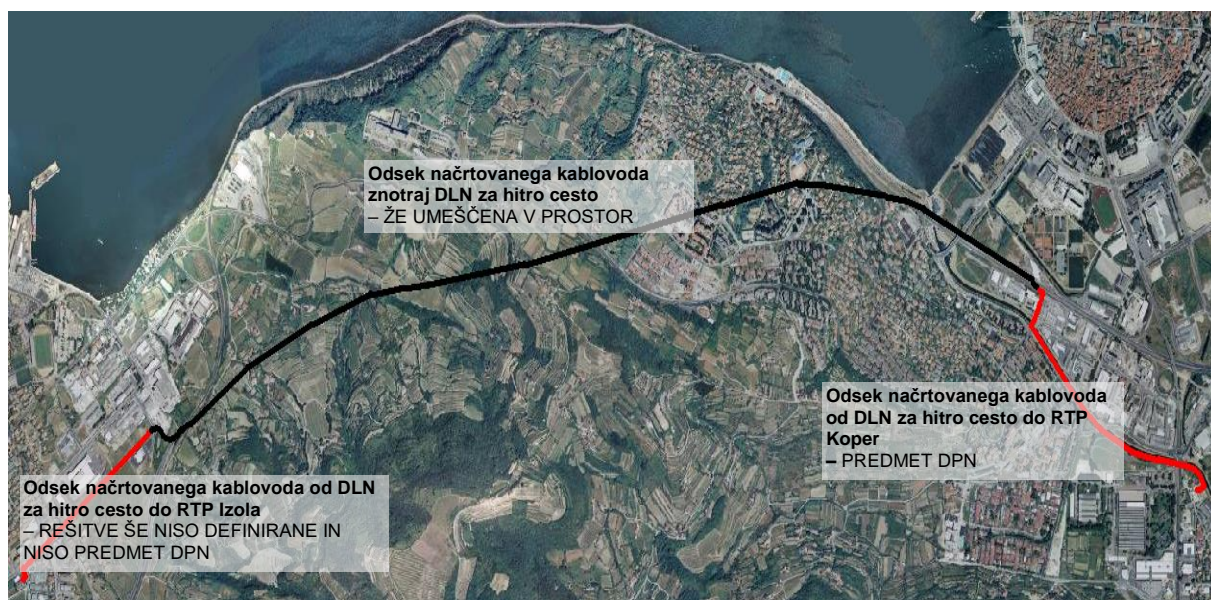 Odsek načrtovanega kablovoda
znotraj DLN za hitro cesto
– ŽE UMEŠČENA V PROSTOR
Odsek načrtovanega kablovoda
od DLN za hitro cesto do RTP
Koper
– PREDMET DPN
Odsek načrtovanega kablovoda od DLN
za hitro cesto do RTP Izola
– REŠITVE ŠE NISO DEFINIRANE IN
NISO PREDMET DPN